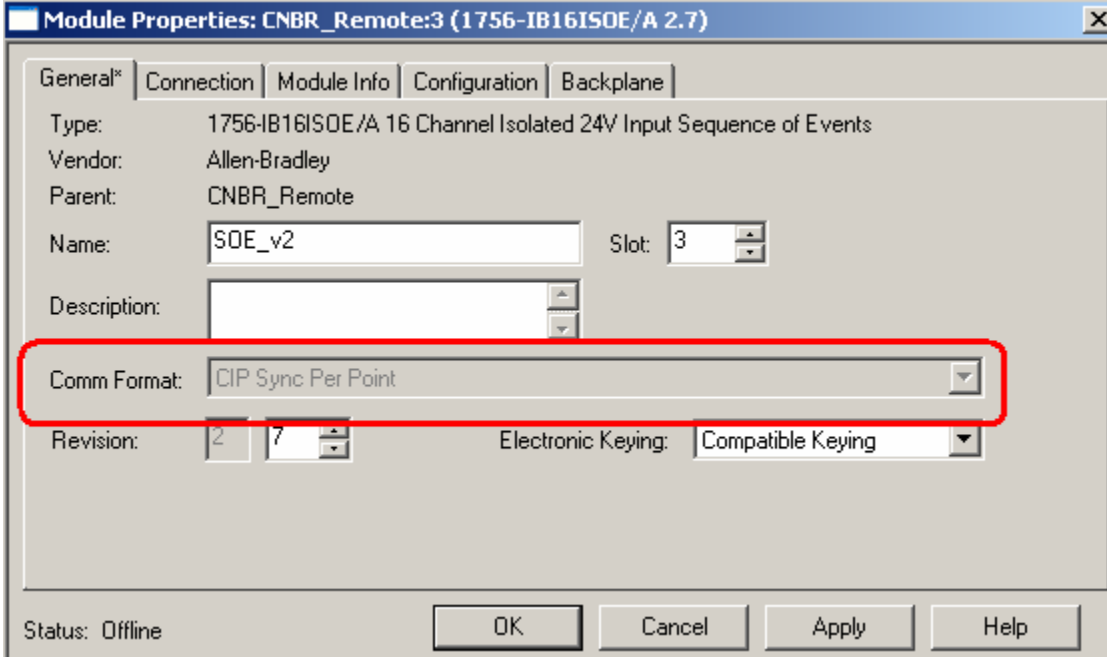 Module Properties: CNBR_Remote:3 (1756-IB16ISOE/A 2.7)
General* Connection Module Info Configuration Backplane
Type: 1756-IB16ISOE/A 16 Channel Isolated 24V Input Sequence of Events
Vendor: Allen-Bradley
Parent: CNBR_Remote
Name: SOE_v2 Slot: 3
Description:
Comm Format: CIP Sync Per Point
Revision: 2 7 Electronic Keying: Compatible Keying
Status: Offline OK Cancel Apply Help